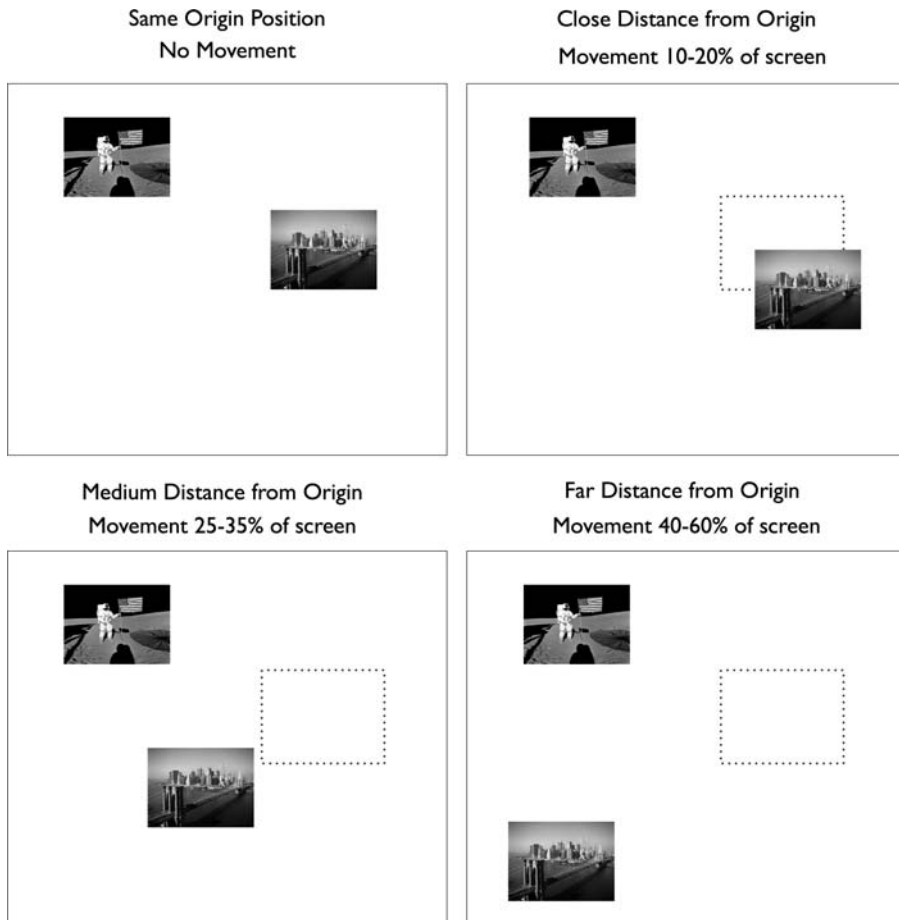 Same Origin Position
No Movement
Close Distance from Origin
Movement 10-20% of screen
Medium Distance from Origin
Movement 25-35% of screen
Far Distance from Origin
Movement 40-60% of screen